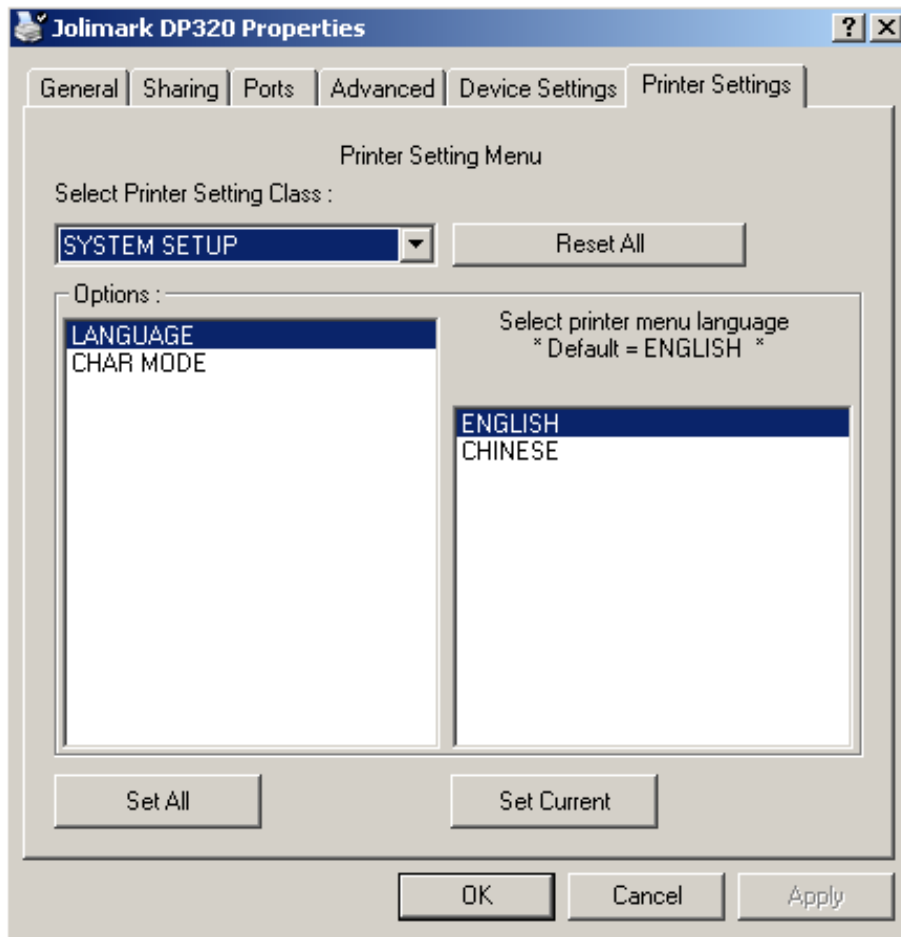 Jolimark DP320 Properties
General Sharing Ports Advanced Device Settings Printer Settings
Printer Setting Menu
Select Printer Setting Class :
SYSTEM SETUP
Reset All
Options :
LANGUAGE
CHAR MODE
Select printer menu language
* Default = ENGLISH *
ENGLISH
CHINESE
Set All
Set Current
OK
Cancel
Apply